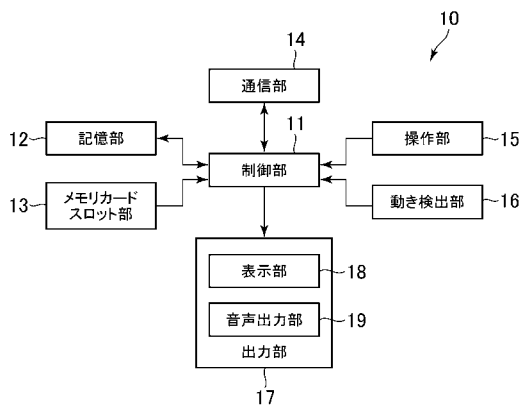 10
14
通信部
11
12
記憶部
制御部
操作部
15
13
メモリカード
スロット部
動き検出部
16
表示部
18
音声出力部
19
出力部
17